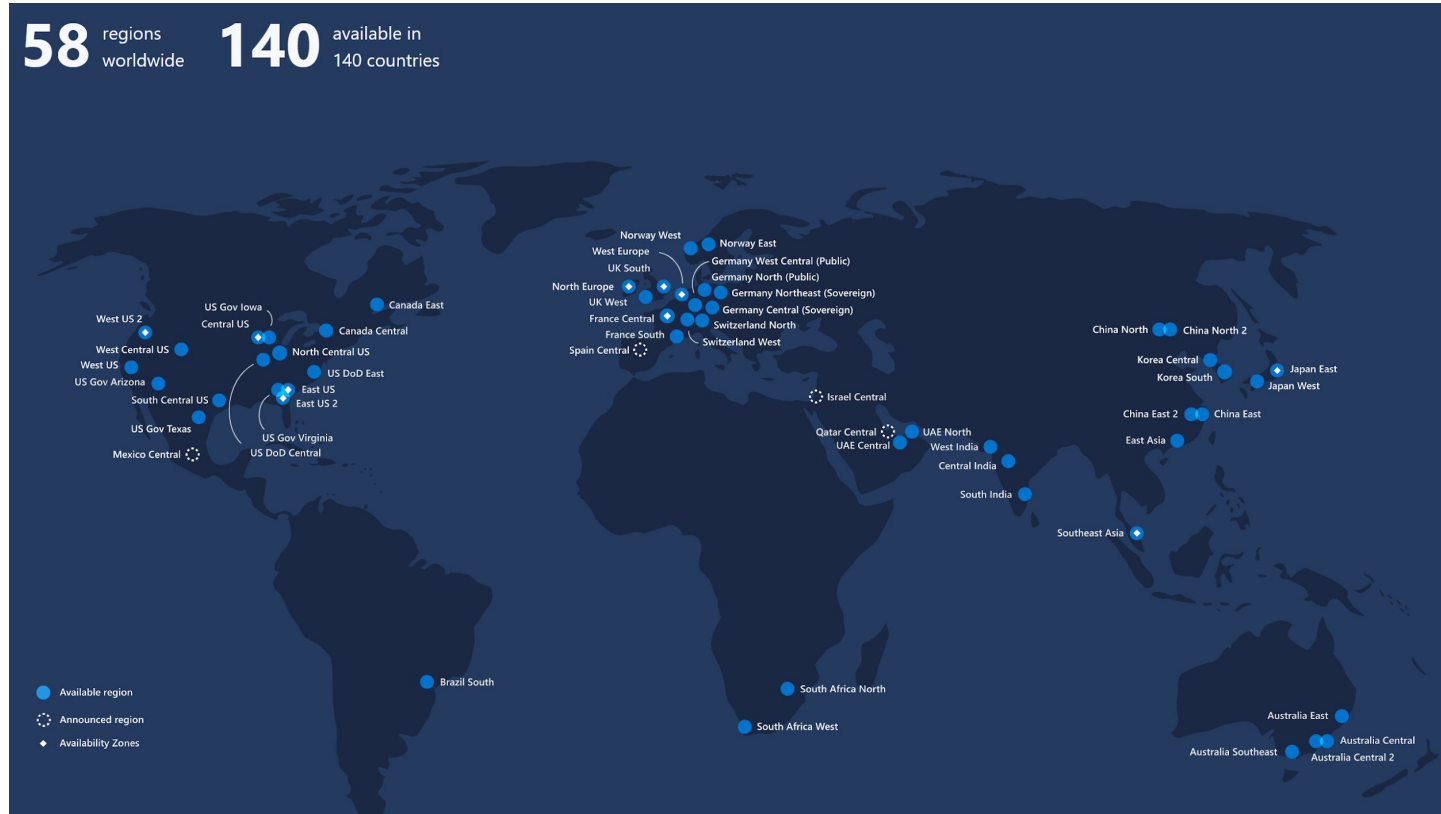 58 regions worldwide
140 available in 140 countries
Norway West
Norway East
West Europe
Germany West Central (Public)
UK South
Germany North (Public)
North Europe
Germany Northeast (Sovereign)
UK West
Germany Central (Sovereign)
France Central
Switzerland North
France South
Switzerland West
Spain Central
US Gov Iowa
Canada East
West US 2
Central US
Canada Central
West Central US
North Central US
West US
US DoD East
US Gov Arizona
East US
South Central US
East US 2
US Gov Texas
US Gov Virginia
Mexico Central
US DoD Central
China North
China North 2
Korea Central
Korea South
Japan East
Japan West
Israel Central
China East 2
China East
Qatar Central
UAE North
UAE Central
West India
East Asia
Central India
South India
Southeast Asia
Brazil South
South Africa North
South Africa West
Australia East
Australia Central
Australia Southeast
Australia Central 2
Available region
Announced region
Availability Zones